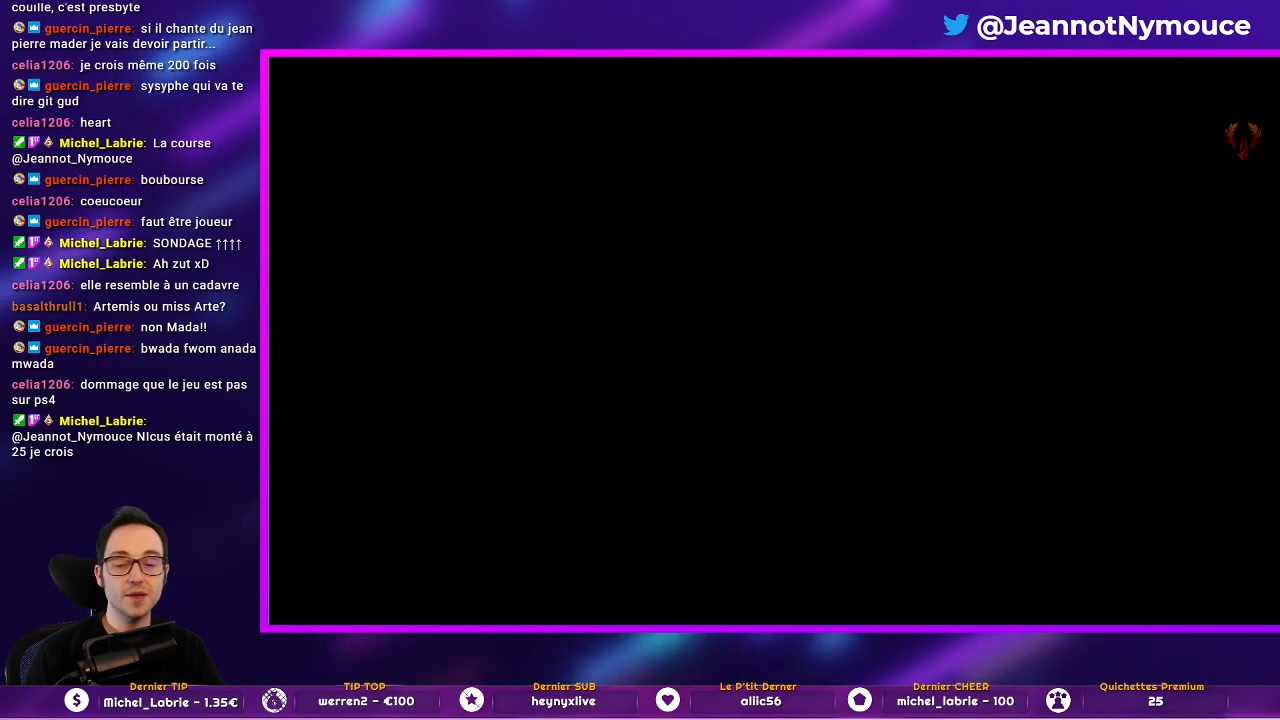 couille, c'est presbyte
guercin_pierre: si il chante du jean
pierre mader je vais devoir partir...
celia1206: je crois même 200 fois
guercin_pierre: sysyphe qui va te
dire git gud
celia1206: heart
Michel_Labrie: La course
@Jeannot_Nymouce
guercin_pierre: boubourse
celia1206: coeucoeur
guercin_pierre: faut être joueur
Michel_Labrie: SONDAGE ↑↑↑↑
Michel_Labrie: Ah zut xD
celia1206: elle resemble à un cadavre
basalthrull1: Artemis ou miss Arte?
guercin_pierre: non Mada!!
guercin_pierre: bwada fwom anada
mwada
celia1206: dommage que le jeu est pas
sur ps4
Michel_Labrie:
@Jeannot_Nymouce NIcus était monté à
25 je crois
@JeannotNymouce
Dernier TIP
Michel_Labrie - 1.35€
TIP TOP
werren2 - €100
Dernier SUB
heynyxlive
Le P'tit Derner
allic56
Dernier CHEER
michel_labrie - 100
Quichettes Premium
25